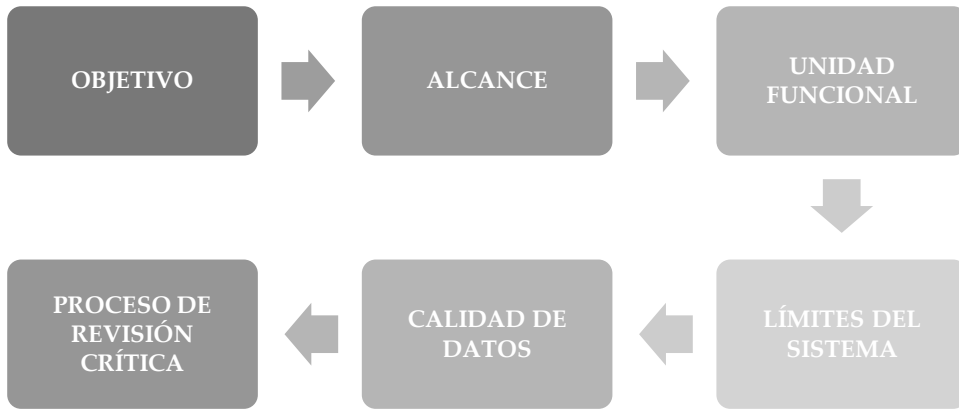 OBJETIVO
ALCANCE
UNIDAD
FUNCIONAL
LÍMITES DEL
SISTEMA
CALIDAD DE
DATOS
PROCESO DE
REVISIÓN
CRÍTICA